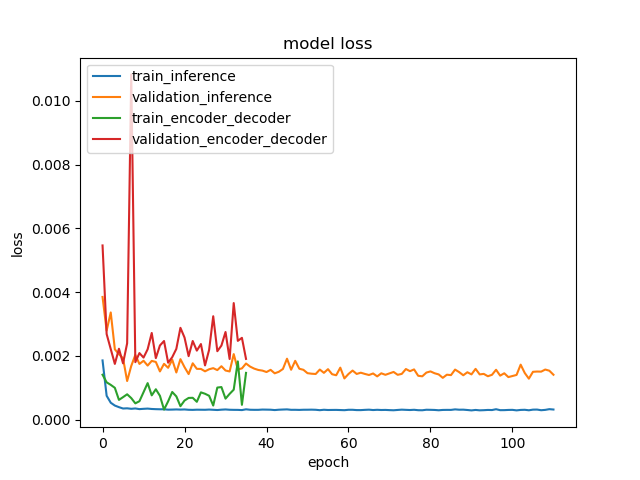 model loss
train_inference
validation_inference
train_encoder_decoder
validation_encoder_decoder
0.010
0.008
0.006
0.004
0.002
0.000
loss
0 20 40 60 80 100
epoch